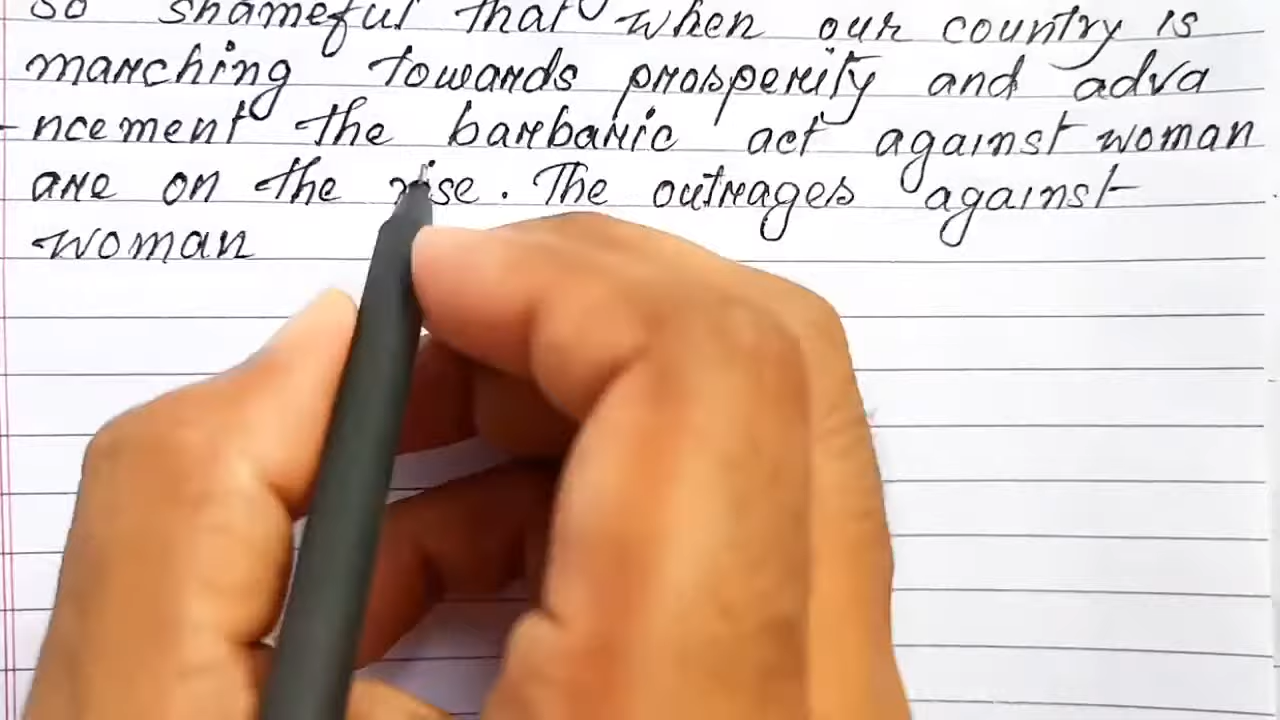 so shameful that when our country is
marching towards prosperity and adva
-ncement the barbaric act against woman
are on the rise. The outrages against
woman